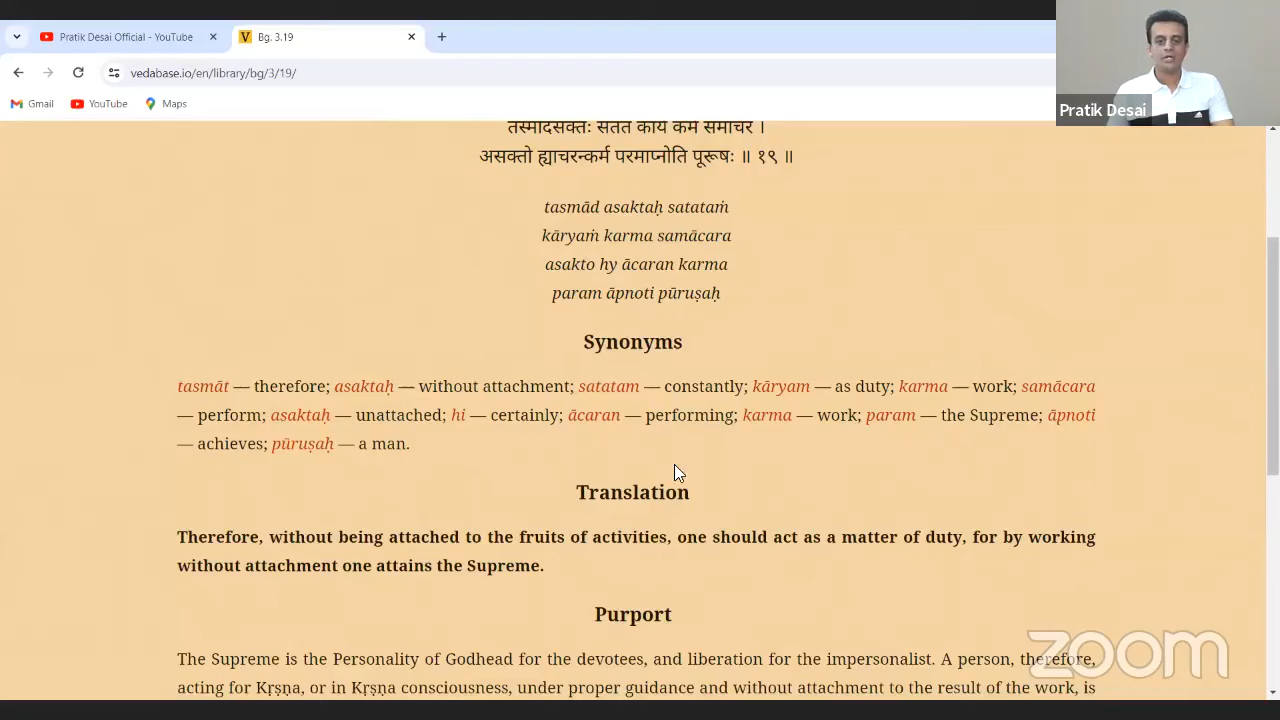 Pratik Desai Official - YouTube
Bg. 3.19
vedabase.io/en/library/bg/3/19/
Gmail YouTube Maps
Pratik Desai
तस्मादसक्तः सततं कार्यं कर्म समाचर ।
असक्तो ह्याचरन्कर्म परमाप्नोति पूरूषः ॥ १९ ॥
tasmād asaktaḥ satataṁ
kāryaṁ karma samācara
asakto hy ācaran karma
param āpnoti pūruṣaḥ
Synonyms
tasmāt — therefore; asaktaḥ — without attachment; satatam — constantly; kāryam — as duty; karma — work; samācara
— perform; asaktaḥ — unattached; hi — certainly; ācaran — performing; karma — work; param — the Supreme; āpnoti
— achieves; pūruṣaḥ — a man.
Translation
Therefore, without being attached to the fruits of activities, one should act as a matter of duty, for by working
without attachment one attains the Supreme.
Purport
The Supreme is the Personality of Godhead for the devotees, and liberation for the impersonalist. A person, therefore,
acting for Kṛṣṇa, or in Kṛṣṇa consciousness, under proper guidance and without attachment to the result of the work, is
zoom